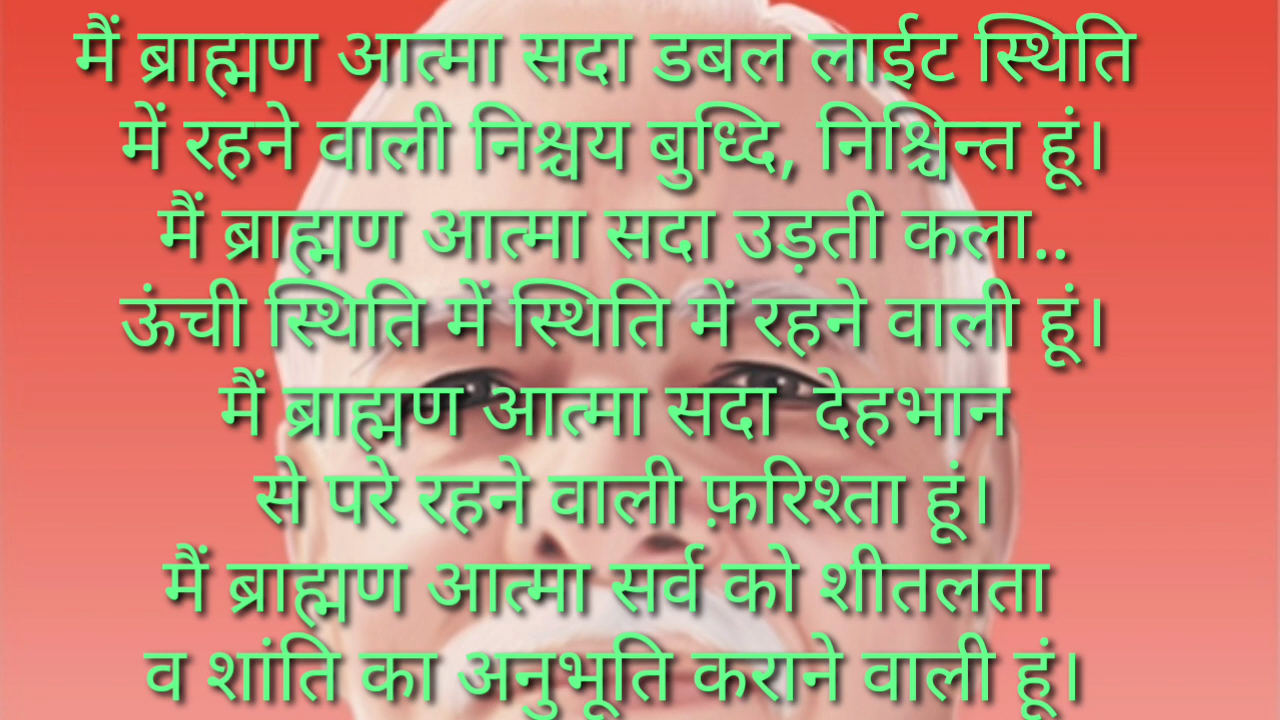 मैं ब्राह्मण आत्मा सदा डबल लाईट स्थिति
में रहने वाली निश्चय बुध्दि, निश्चिन्त हूं।
मैं ब्राह्मण आत्मा सदा उड़ती कला..
ऊंची स्थिति में स्थिति में रहने वाली हूं।
मैं ब्राह्मण आत्मा सदा देहभान
से परे रहने वाली फ़रिश्ता हूं।
मैं ब्राह्मण आत्मा सर्व को शीतलता
व शांति का अनुभूति कराने वाली हूं।